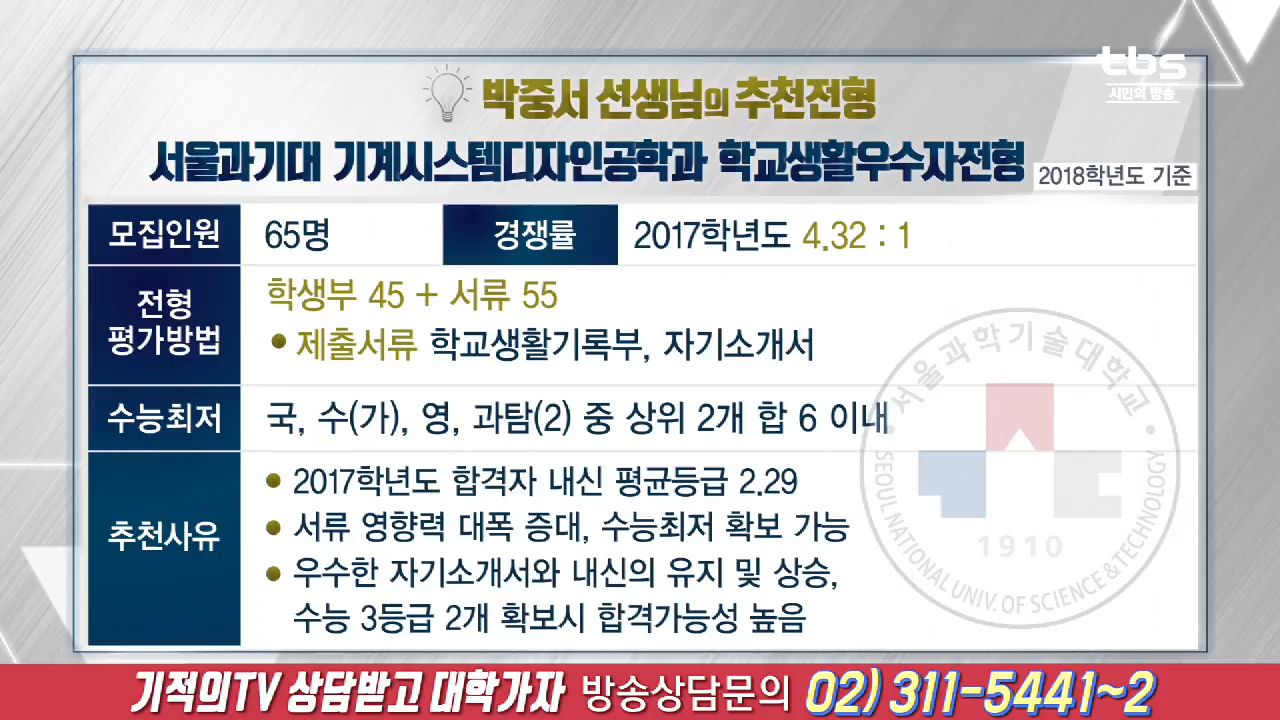 tbs
시민의 방송
박중서 선생님의 추천전형
서울과기대 기계시스템디자인공학과 학교생활우수자전형
2018학년도 기준
모집인원 65명 경쟁률 2017학년도 4.32 : 1
전형
평가방법
학생부 45 + 서류 55
• 제출서류 학교생활기록부, 자기소개서
수능최저 국, 수(가), 영, 과탐(2) 중 상위 2개 합 6 이내
추천사유
• 2017학년도 합격자 내신 평균등급 2.29
• 서류 영향력 대폭 증대, 수능최저 확보 가능
• 우수한 자기소개서와 내신의 유지 및 상승,
수능 3등급 2개 확보시 합격가능성 높음
서울과학기술대학교
1910
SEOUL NATIONAL UNIV. OF SCIENCE & TECHNOLOGY
기적의TV 상담받고 대학가자 방송상담문의 02) 311-5441~2